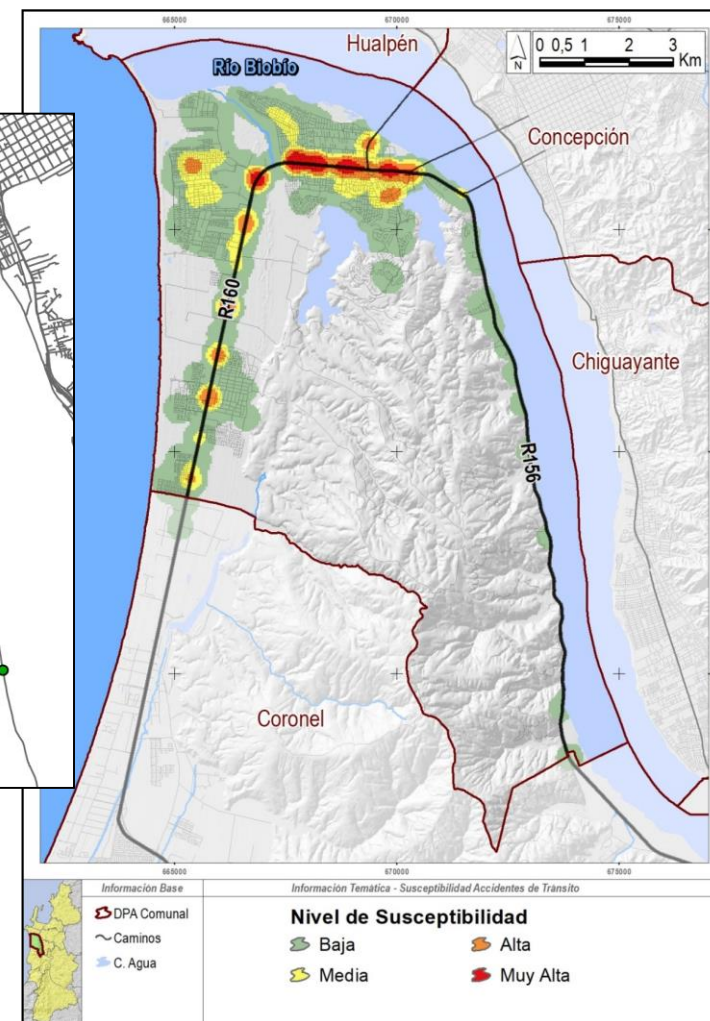 665000 670000 675000
Hualpén
N
0 0,5 1 2 3
Km
Río Biobío
Concepción
R160
Chiguayante
R156
Coronel
665000 670000 675000
Información Base
DPA Comunal
Caminos
C. Agua
Información Temática - Susceptibilidad Accidentes de Tránsito
Nivel de Susceptibilidad
Baja
Media
Alta
Muy Alta